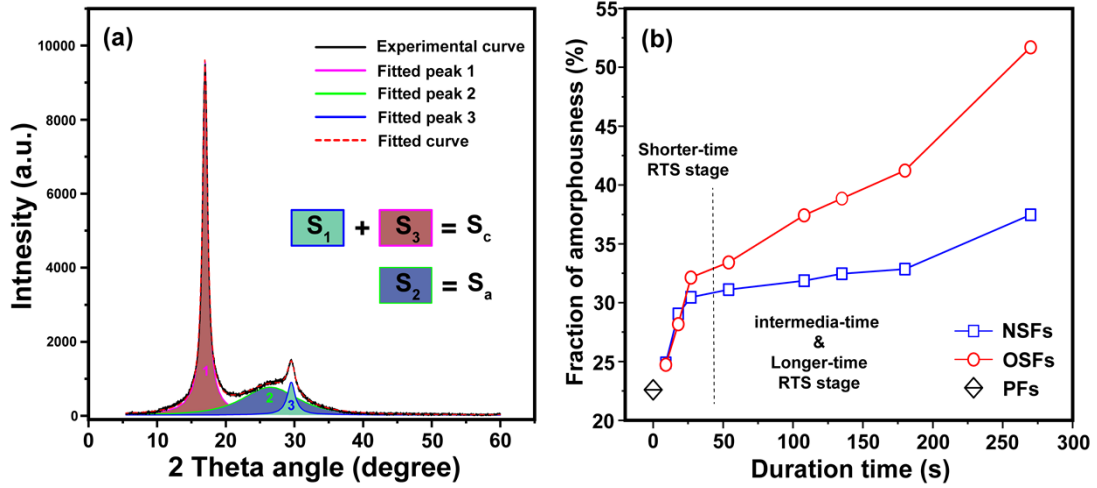 (a)
Experimental curve
Fitted peak 1
Fitted peak 2
Fitted peak 3
Fitted curve
S1 + S3 = Sc
S2 = Sa
1
2
3
10000
8000
6000
4000
2000
0
0 10 20 30 40 50 60
Intnesity (a.u.)
2 Theta angle (degree)
(b)
Shorter-time
RTS stage
intermedia-time
&
Longer-time
RTS stage
NSFs
OSFs
PFs
55
50
45
40
35
30
25
20
0 50 100 150 200 250 300
Fraction of amorphousness (%)
Duration time (s)